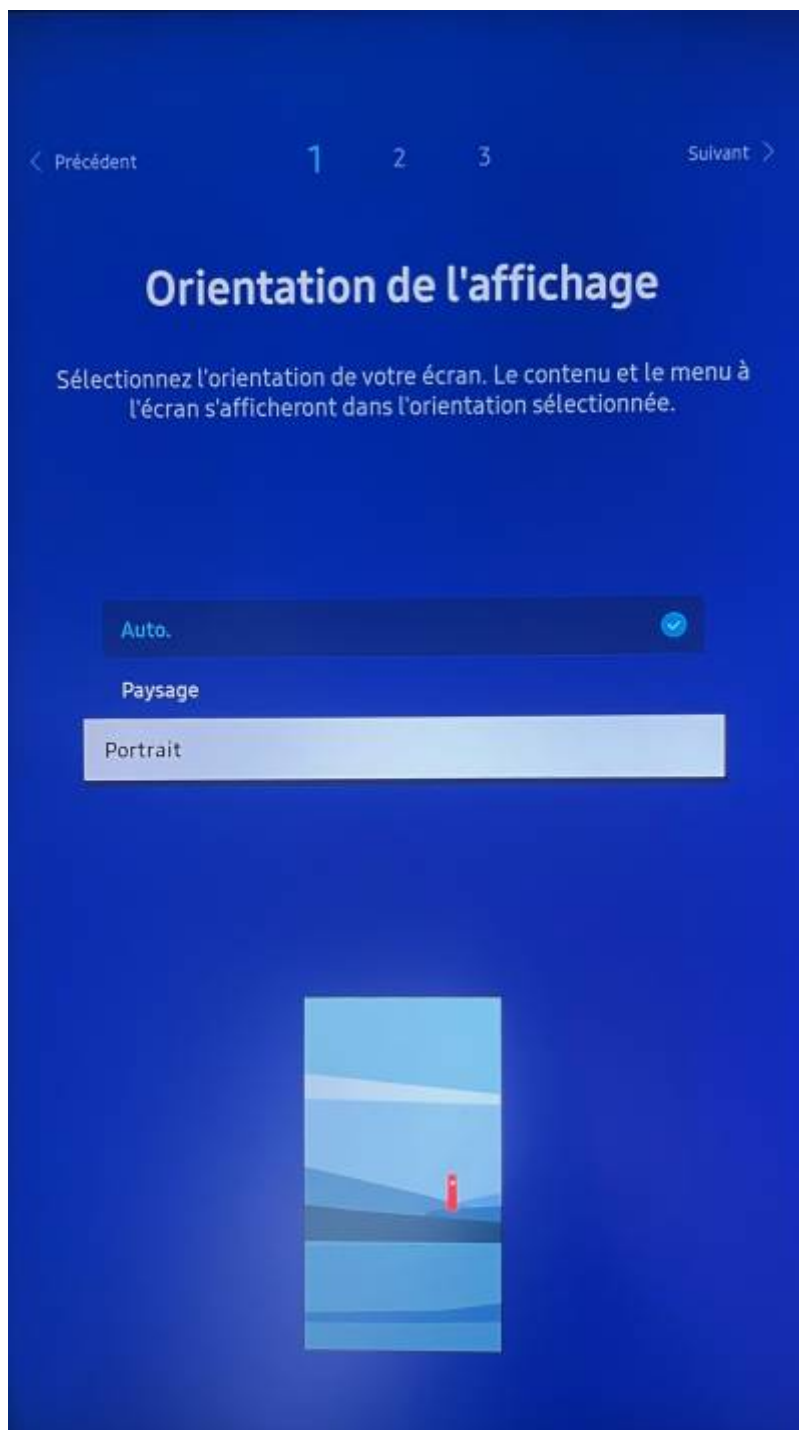 Précédent
1 2 3
Suivant
Orientation de l'affichage
Sélectionnez l'orientation de votre écran. Le contenu et le menu à
l'écran s'afficheront dans l'orientation sélectionnée.
Auto.
Paysage
Portrait